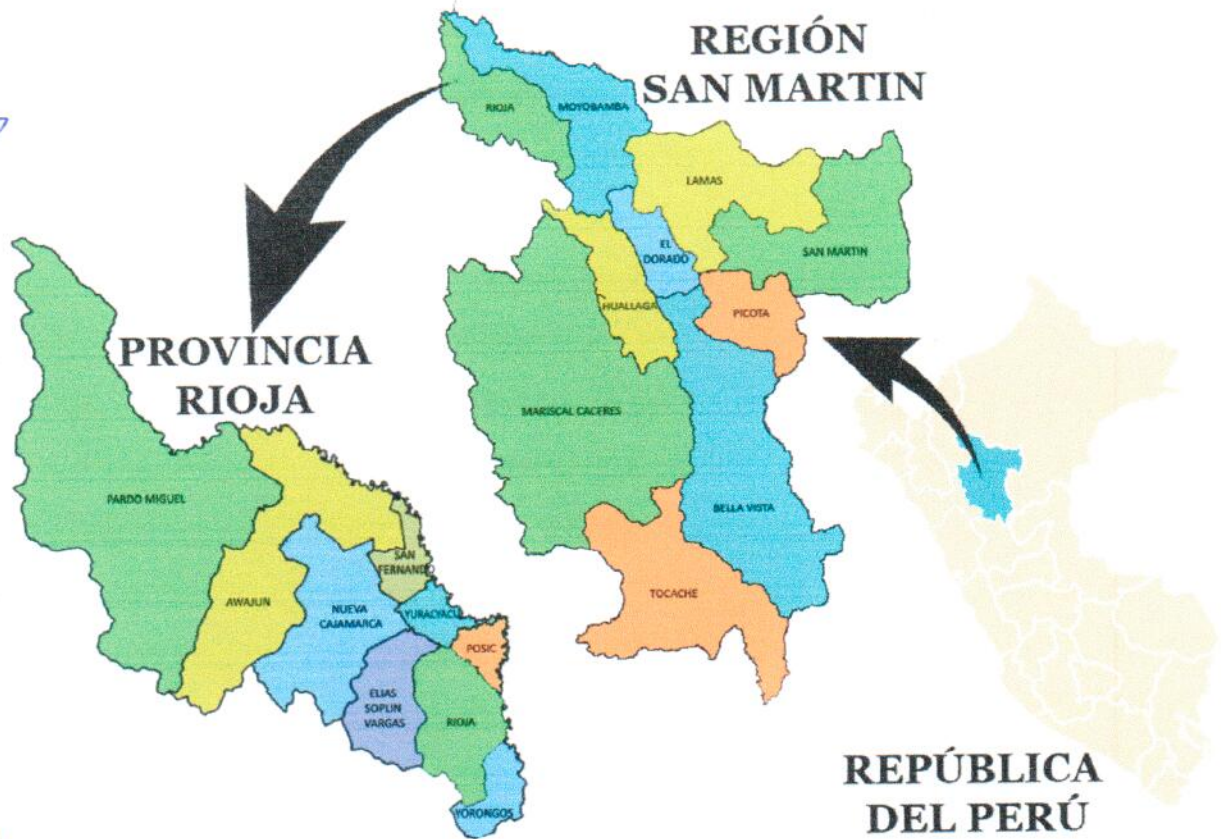 REGIÓN
SAN MARTIN
RIOJA
MOYOBAMBA
LAMAS
SAN MARTIN
EL
DORADO
HUALLAGA
PICOTA
MARISCAL CACERES
BELLA VISTA
TOCACHE
PROVINCIA
RIOJA
PARDO MIGUEL
AWAJUN
NUEVA
CAJAMARCA
SAN
FERNANDO
YURACYACU
POSIC
ELIAS
SOPLIN
VARGAS
RIOJA
YORONGOS
REPÚBLICA
DEL PERÚ